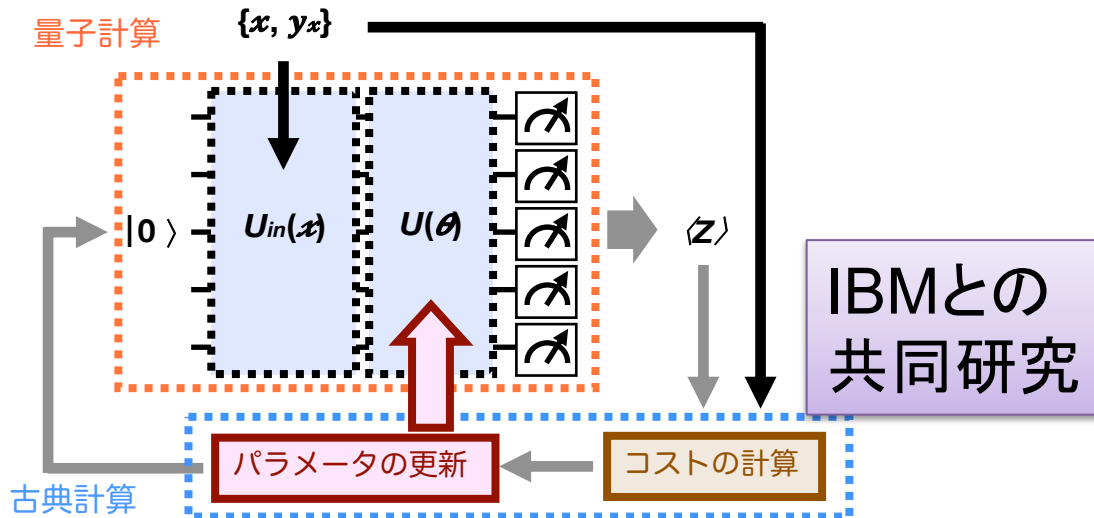 量子計算
{x, yx}
|0 〉
Uin(x)
U(θ)
〈Z〉
IBMとの
共同研究
パラメータの更新
コストの計算
古典計算